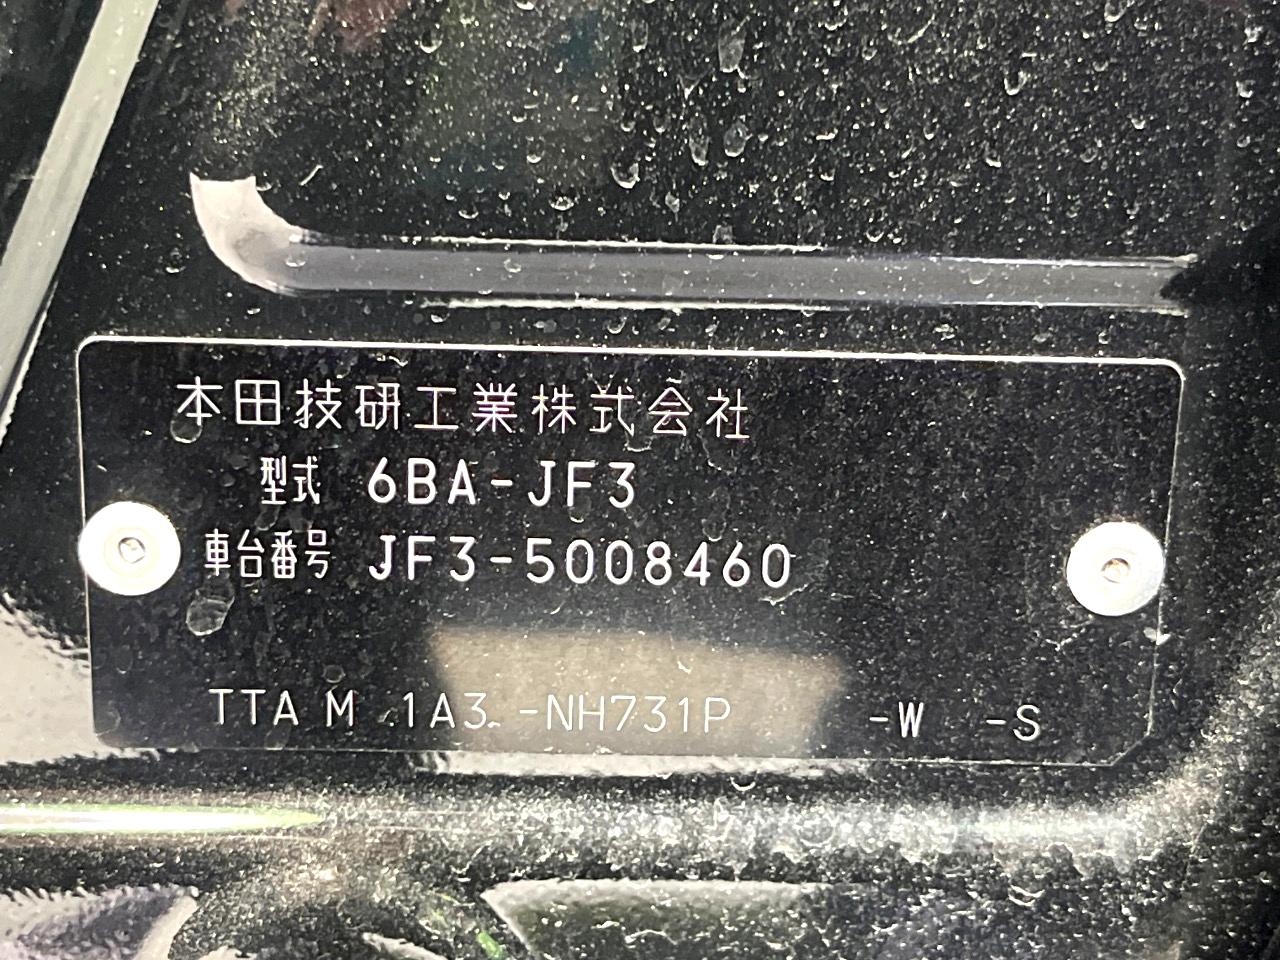 本田技研工業株式会社
型式 6BA-JF3
車台番号 JF3-5008460
TTA M 1A3 -NH731P -W -S